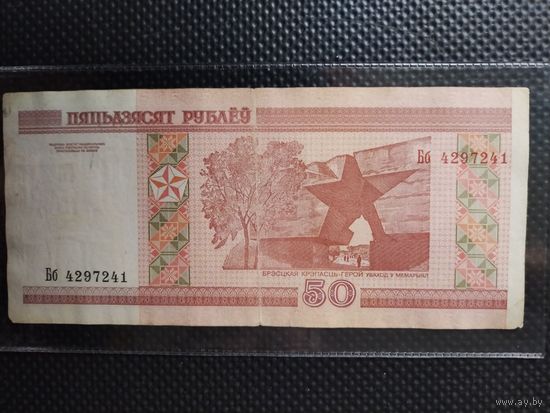 ПЯЦЬДЗЯСЯТ РУБЛЁЎ
Бб 4297241
Бб 4297241
БРЭСЦКАЯ КРЭПАСЦЬ-ГЕРОЙ УВАХОД У МЕМАРЫЯЛ
50
www.ay.by